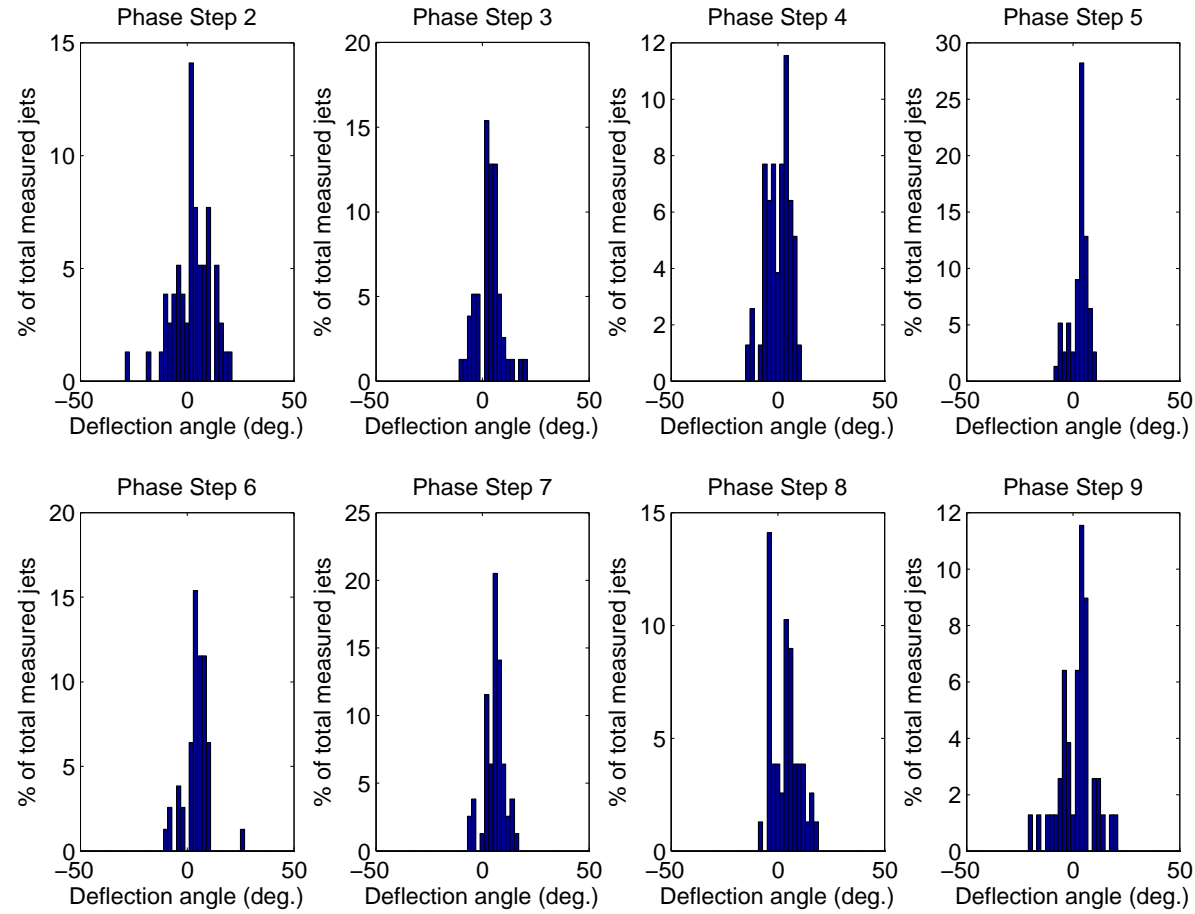 Phase Step 2
15
10
5
0
−50
0
50
% of total measured jets
Deflection angle (deg.)
Phase Step 3
20
15
10
5
0
−50
0
50
% of total measured jets
Deflection angle (deg.)
Phase Step 4
12
10
8
6
4
2
0
−50
0
50
% of total measured jets
Deflection angle (deg.)
Phase Step 5
30
25
20
15
10
5
0
−50
0
50
% of total measured jets
Deflection angle (deg.)
Phase Step 6
20
15
10
5
0
−50
0
50
% of total measured jets
Deflection angle (deg.)
Phase Step 7
25
20
15
10
5
0
−50
0
50
% of total measured jets
Deflection angle (deg.)
Phase Step 8
15
10
5
0
−50
0
50
% of total measured jets
Deflection angle (deg.)
Phase Step 9
12
10
8
6
4
2
0
−50
0
50
% of total measured jets
Deflection angle (deg.)